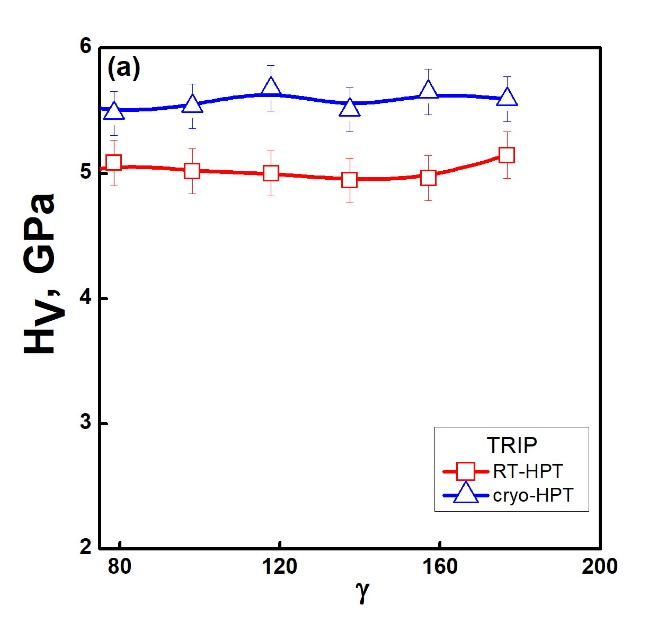 (a)
6
5
4
3
2
Hv, GPa
80
120
160
200
γ
TRIP
RT-HPT
cryo-HPT